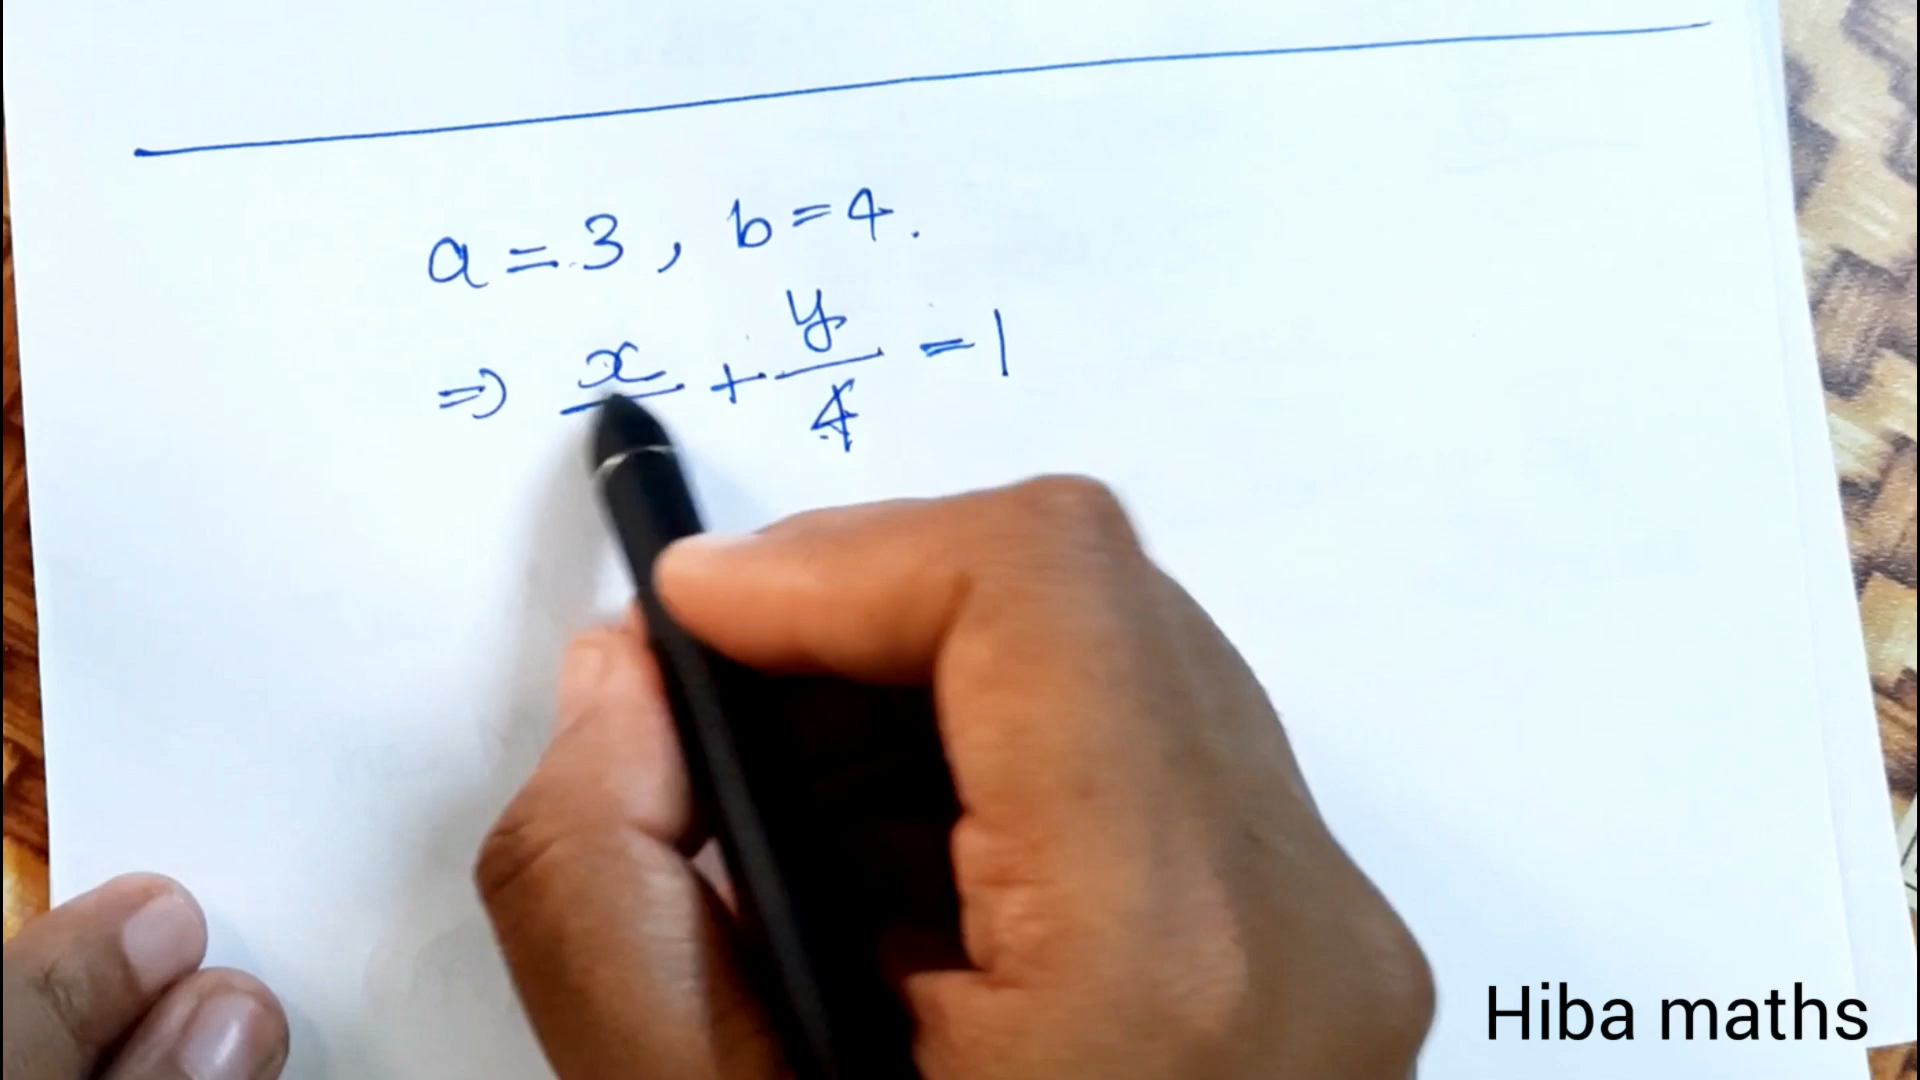 a = 3, b = 4.
⇒ x/ + y/4 = 1
Hiba maths